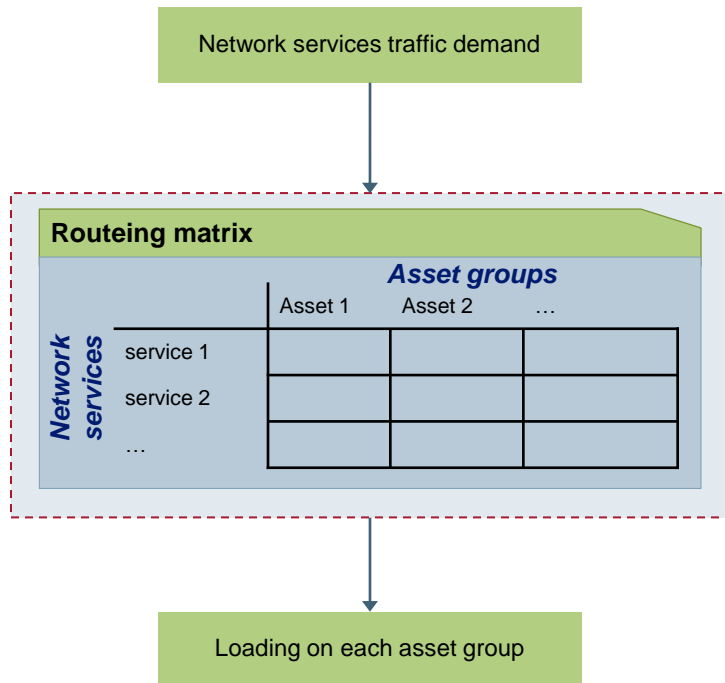 Network services traffic demand
Routeing matrix
Asset groups
Asset 1 Asset 2 …
Network services
service 1
service 2
…
Loading on each asset group